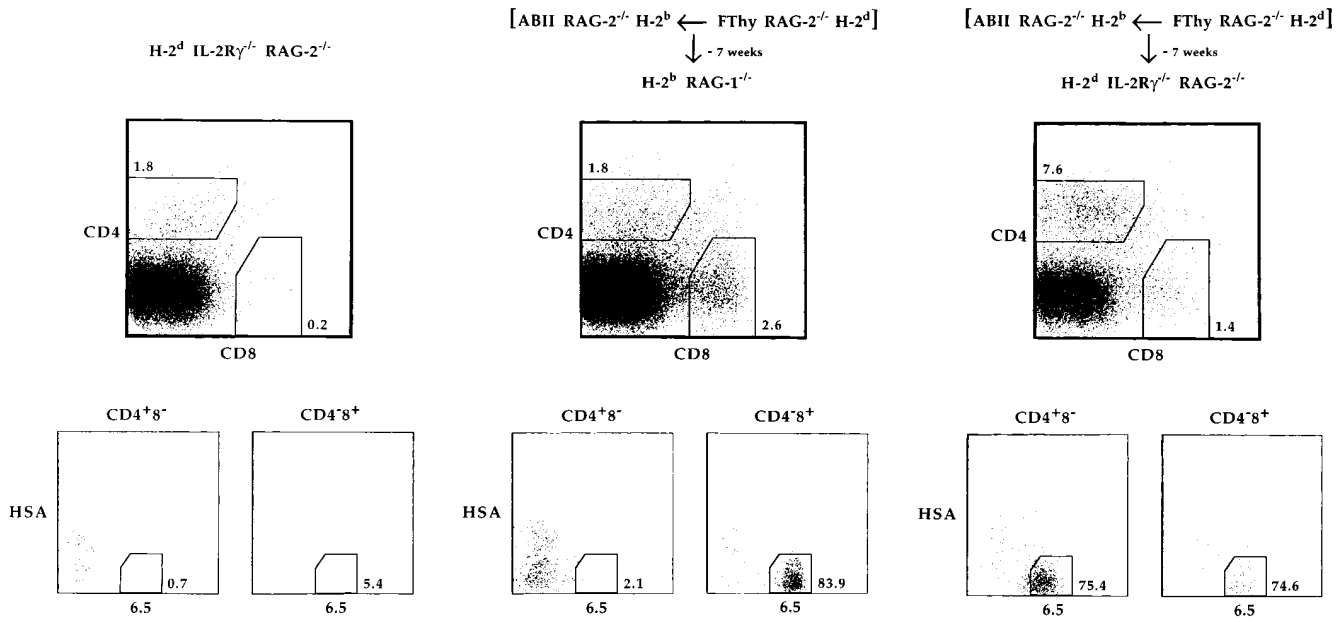 [ABII RAG-2-/- H-2b ← FThy RAG-2-/- H-2d]
[ABII RAG-2-/- H-2b ← FThy RAG-2-/- H-2d]
H-2d IL-2Rγ-/- RAG-2-/-
- 7 weeks
- 7 weeks
H-2b RAG-1-/-
H-2d IL-2Rγ-/- RAG-2-/-
1.8
CD4
0.2
CD8
1.8
CD4
2.6
CD8
7.6
CD4
1.4
CD8
CD4+8-
CD4-8+
HSA
0.7
5.4
6.5
6.5
CD4+8-
CD4-8+
HSA
2.1
83.9
6.5
6.5
CD4+8-
CD4-8+
HSA
75.4
74.6
6.5
6.5